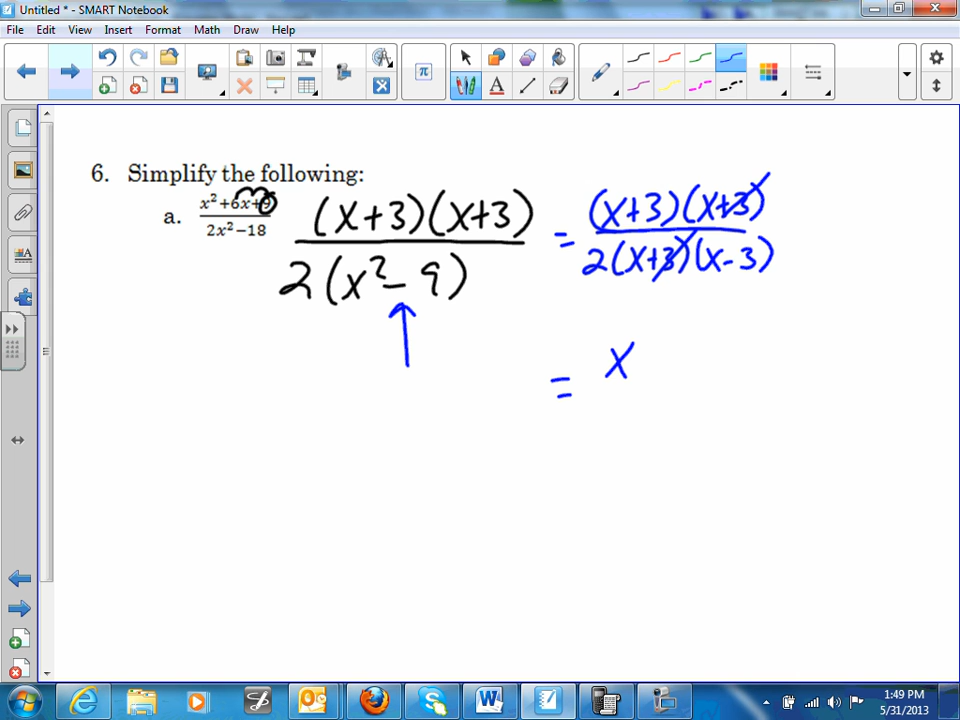 Untitled * - SMART Notebook
File Edit View Insert Format Math Draw Help
π
A
6. Simplify the following:
a. x²+6x+9 / 2x²−18
(x+3)(x+3) / 2(x²−9)
= (x+3)(x+3) / 2(x+3)(x−3)
= x
1:49 PM
5/31/2013